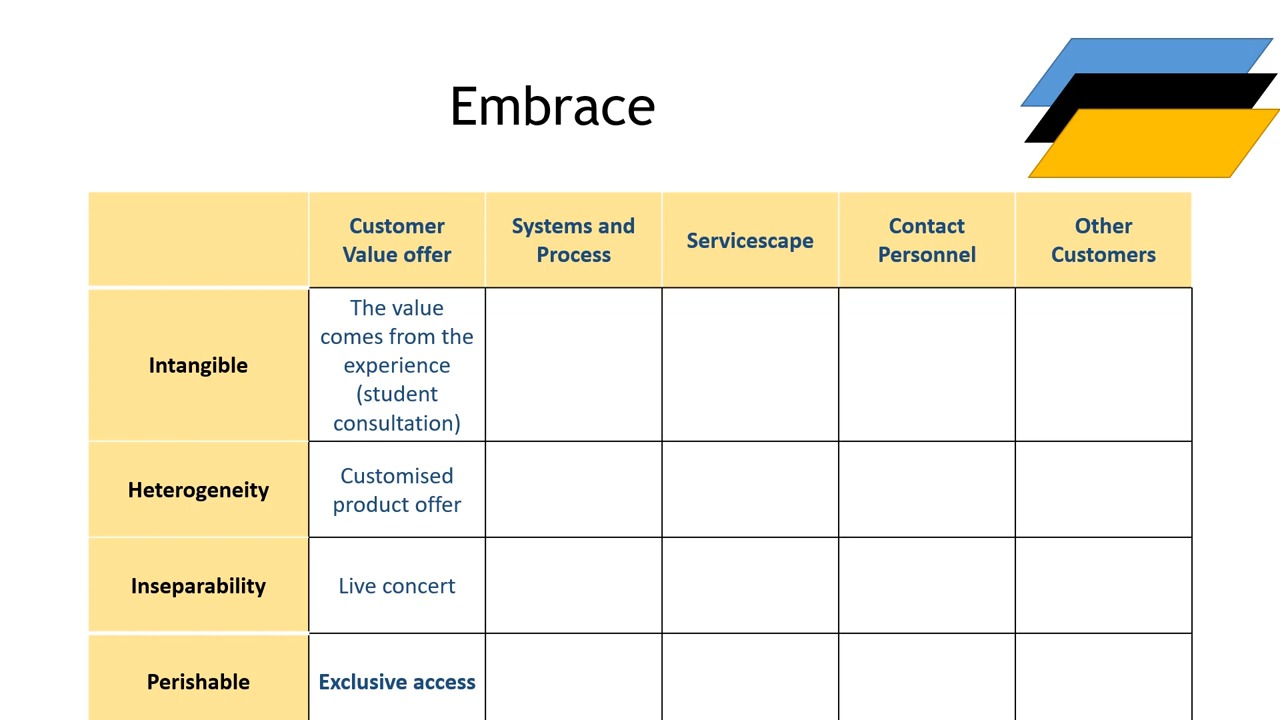 Embrace
Customer
Value offer
Systems and
Process
Servicescape
Contact
Personnel
Other
Customers
Intangible
The value
comes from the
experience
(student
consultation)
Heterogeneity
Customised
product offer
Inseparability
Live concert
Perishable
Exclusive access